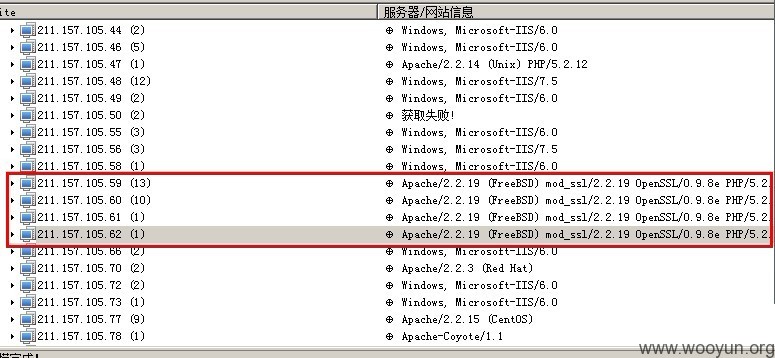 ite 服务器/网站信息
211.157.105.44 (2) Windows, Microsoft-IIS/6.0
211.157.105.46 (5) Windows, Microsoft-IIS/6.0
211.157.105.47 (1) Apache/2.2.14 (Unix) PHP/5.2.12
211.157.105.48 (12) Windows, Microsoft-IIS/7.5
211.157.105.49 (2) Windows, Microsoft-IIS/6.0
211.157.105.50 (2) 获取失败!
211.157.105.55 (3) Windows, Microsoft-IIS/6.0
211.157.105.56 (3) Windows, Microsoft-IIS/7.5
211.157.105.58 (1) Windows, Microsoft-IIS/6.0
211.157.105.59 (13) Apache/2.2.19 (FreeBSD) mod_ssl/2.2.19 OpenSSL/0.9.8e PHP/5.2.
211.157.105.60 (10) Apache/2.2.19 (FreeBSD) mod_ssl/2.2.19 OpenSSL/0.9.8e PHP/5.2.
211.157.105.61 (1) Apache/2.2.19 (FreeBSD) mod_ssl/2.2.19 OpenSSL/0.9.8e PHP/5.2.
211.157.105.62 (1) Apache/2.2.19 (FreeBSD) mod_ssl/2.2.19 OpenSSL/0.9.8e PHP/5.2.
211.157.105.66 (2) Windows, Microsoft-IIS/6.0
211.157.105.70 (2) Apache/2.2.3 (Red Hat)
211.157.105.72 (2) Windows, Microsoft-IIS/6.0
211.157.105.73 (1) Windows, Microsoft-IIS/6.0
211.157.105.77 (9) Apache/2.2.15 (CentOS)
211.157.105.78 (1) Apache-Coyote/1.1
www.wooyun.org